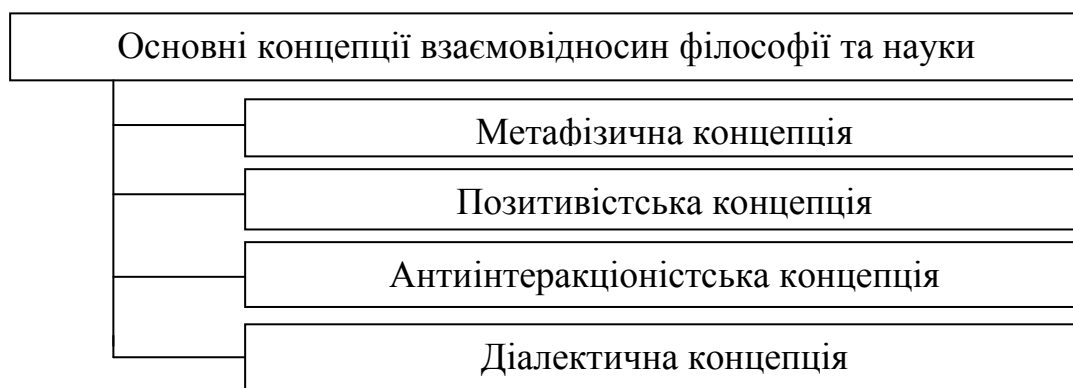 Основні концепції взаємовідносин філософії та науки
Метафізична концепція
Позитивістська концепція
Антиінтеракціоністська концепція
Діалектична концепція